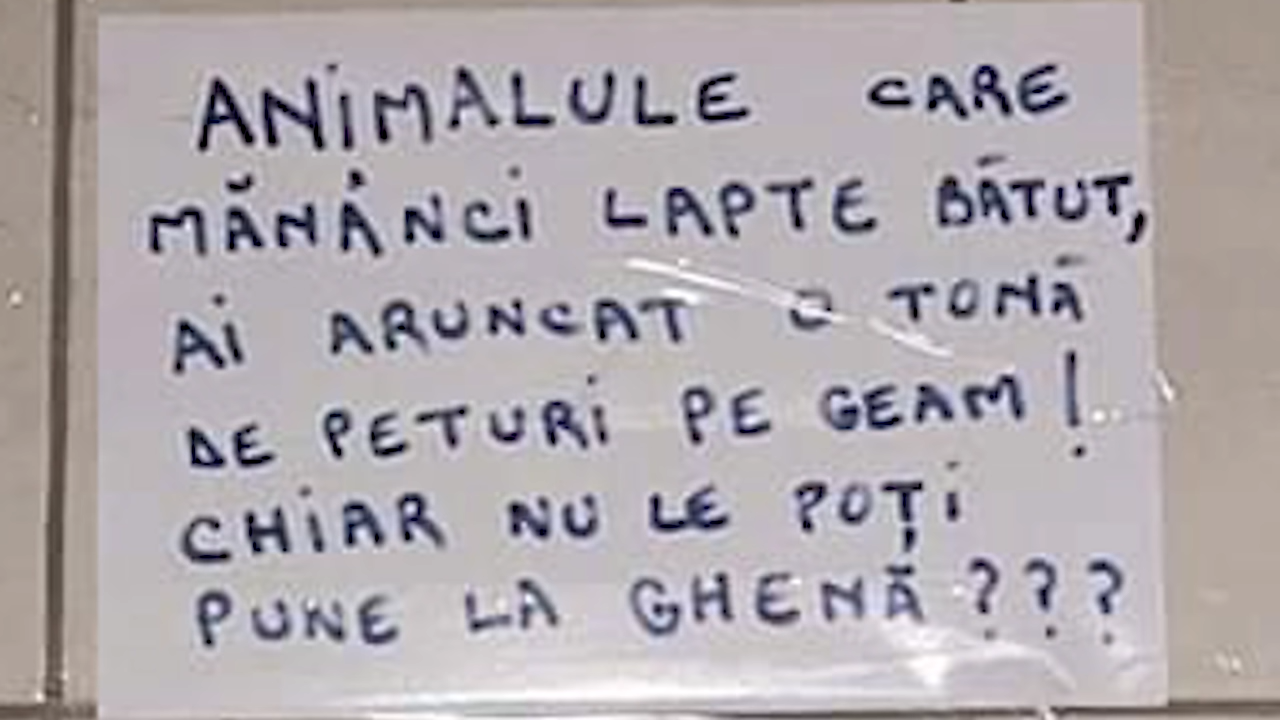 ANIMALULE CARE
MĂNÂNCI LAPTE BĂTUT,
AI ARUNCAT O TONĂ
DE PETURI PE GEAM!
CHIAR NU LE POȚI
PUNE LA GHENĂ???